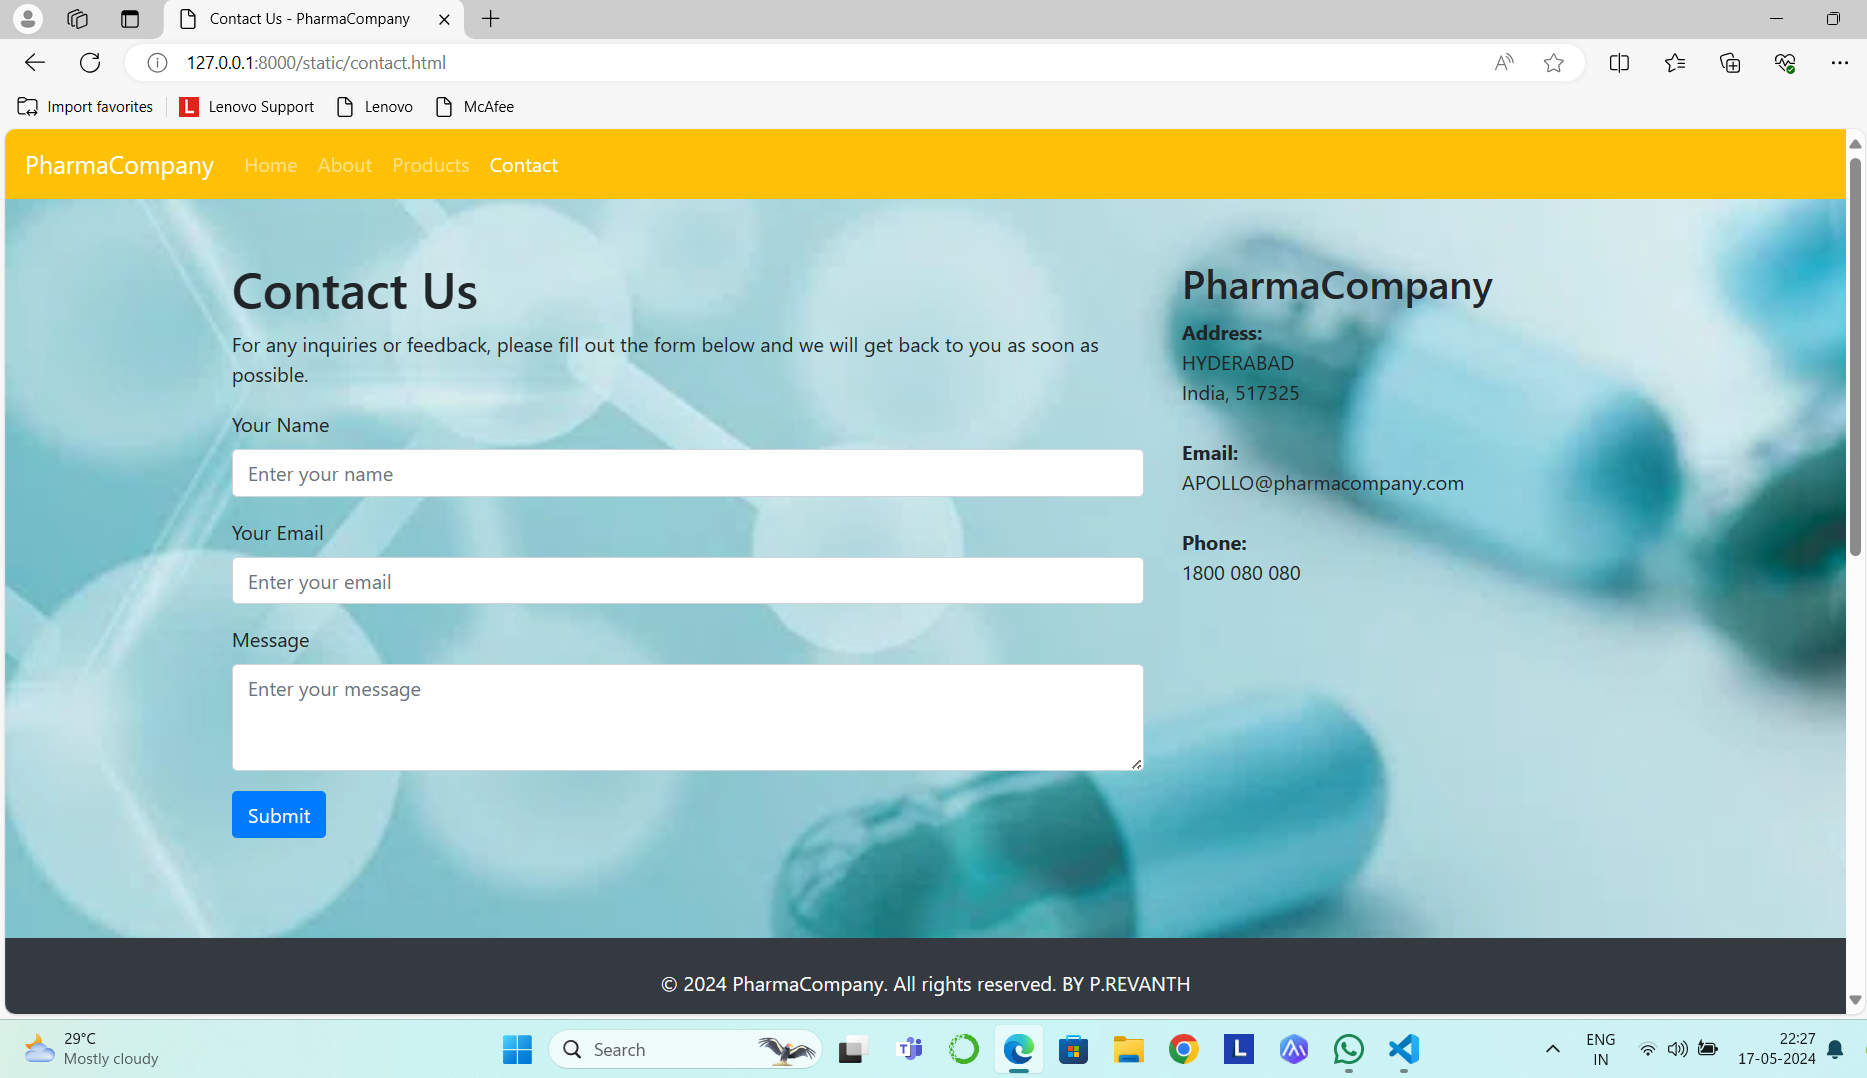 Contact Us - PharmaCompany
127.0.0.1:8000/static/contact.html
Import favorites
L Lenovo Support
Lenovo
McAfee
PharmaCompany Home About Products Contact
Contact Us
For any inquiries or feedback, please fill out the form below and we will get back to you as soon as
possible.
Your Name
Enter your name
Your Email
Enter your email
Message
Enter your message
Submit
PharmaCompany
Address:
HYDERABAD
India, 517325
Email:
APOLLO@pharmacompany.com
Phone:
1800 080 080
© 2024 PharmaCompany. All rights reserved. BY P.REVANTH
29°C
Mostly cloudy
Search
L
ENG
IN
22:27
17-05-2024